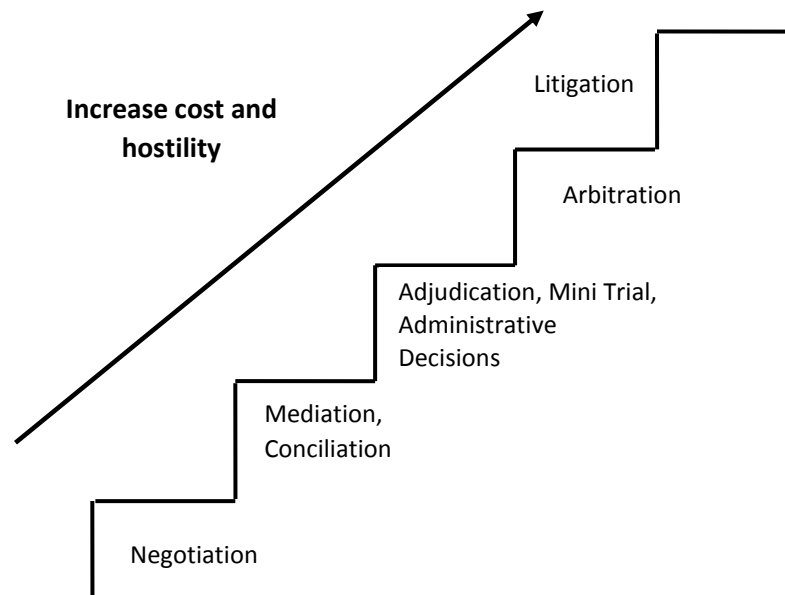 Litigation
Increase cost and
hostility
Arbitration
Adjudication, Mini Trial,
Administrative
Decisions
Mediation,
Conciliation
Negotiation